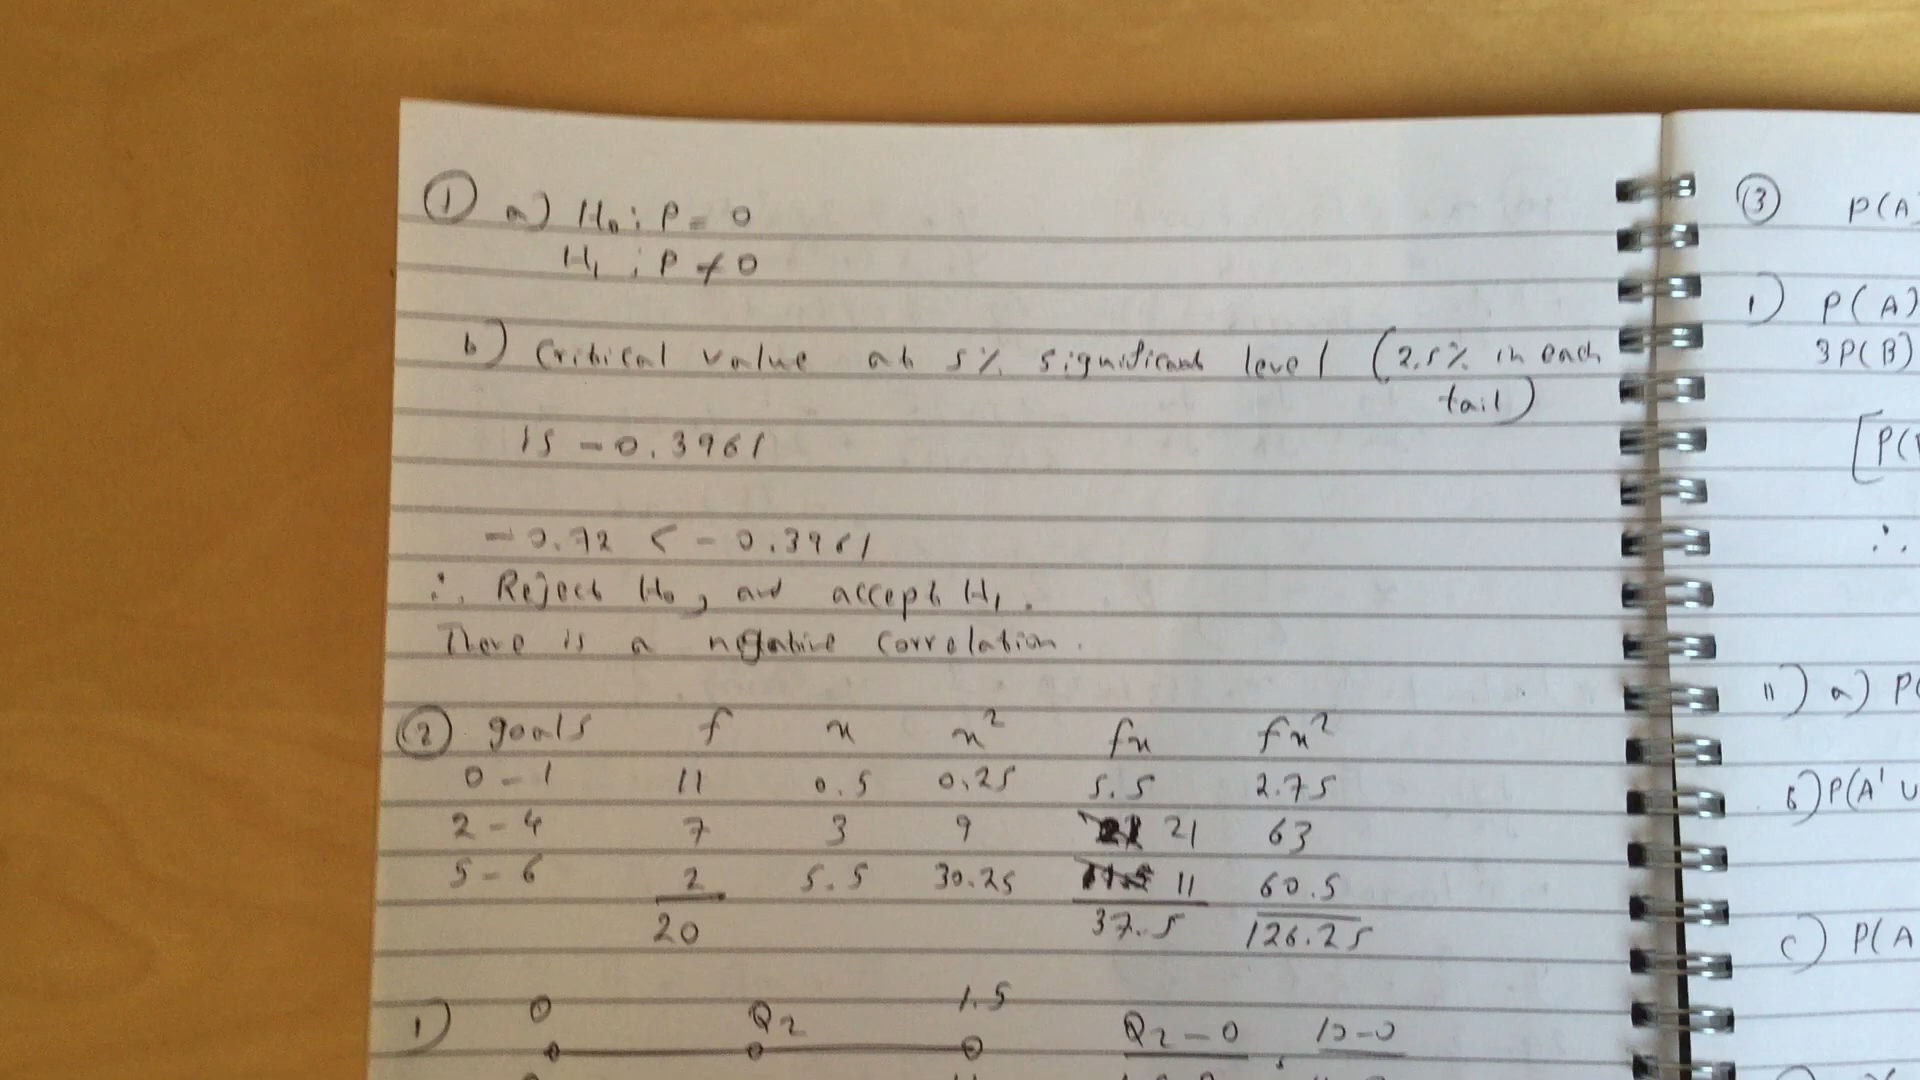 ① a) H₀ : P = 0
H₁ : P ≠ 0
b) Critical value at 5% significant level (2.5% in each
tail)
is -0.3961
-0.72 < -0.3961
∴ Reject H₀, and accept H₁.
There is a negative correlation.
② goals f x x² fx fx²
0-1 11 0.5 0.25 5.5 2.75
2-4 7 3 9 21 63
5-6 2 5.5 30.25 11 60.5
20 37.5 126.25
1) 0 Q2 1.5 Q2-0 10-0
③ P(A)
1) P(A)
3P(B)
[P(
∴
11) a) P(
b) P(A' ∪
c) P(A